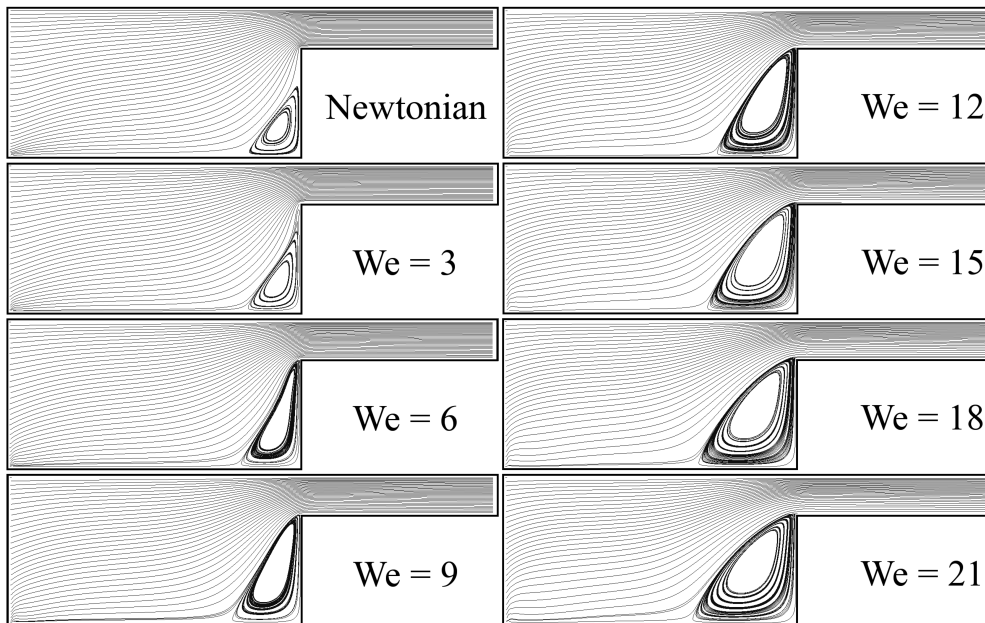 Newtonian
We = 3
We = 6
We = 9
We = 12
We = 15
We = 18
We = 21